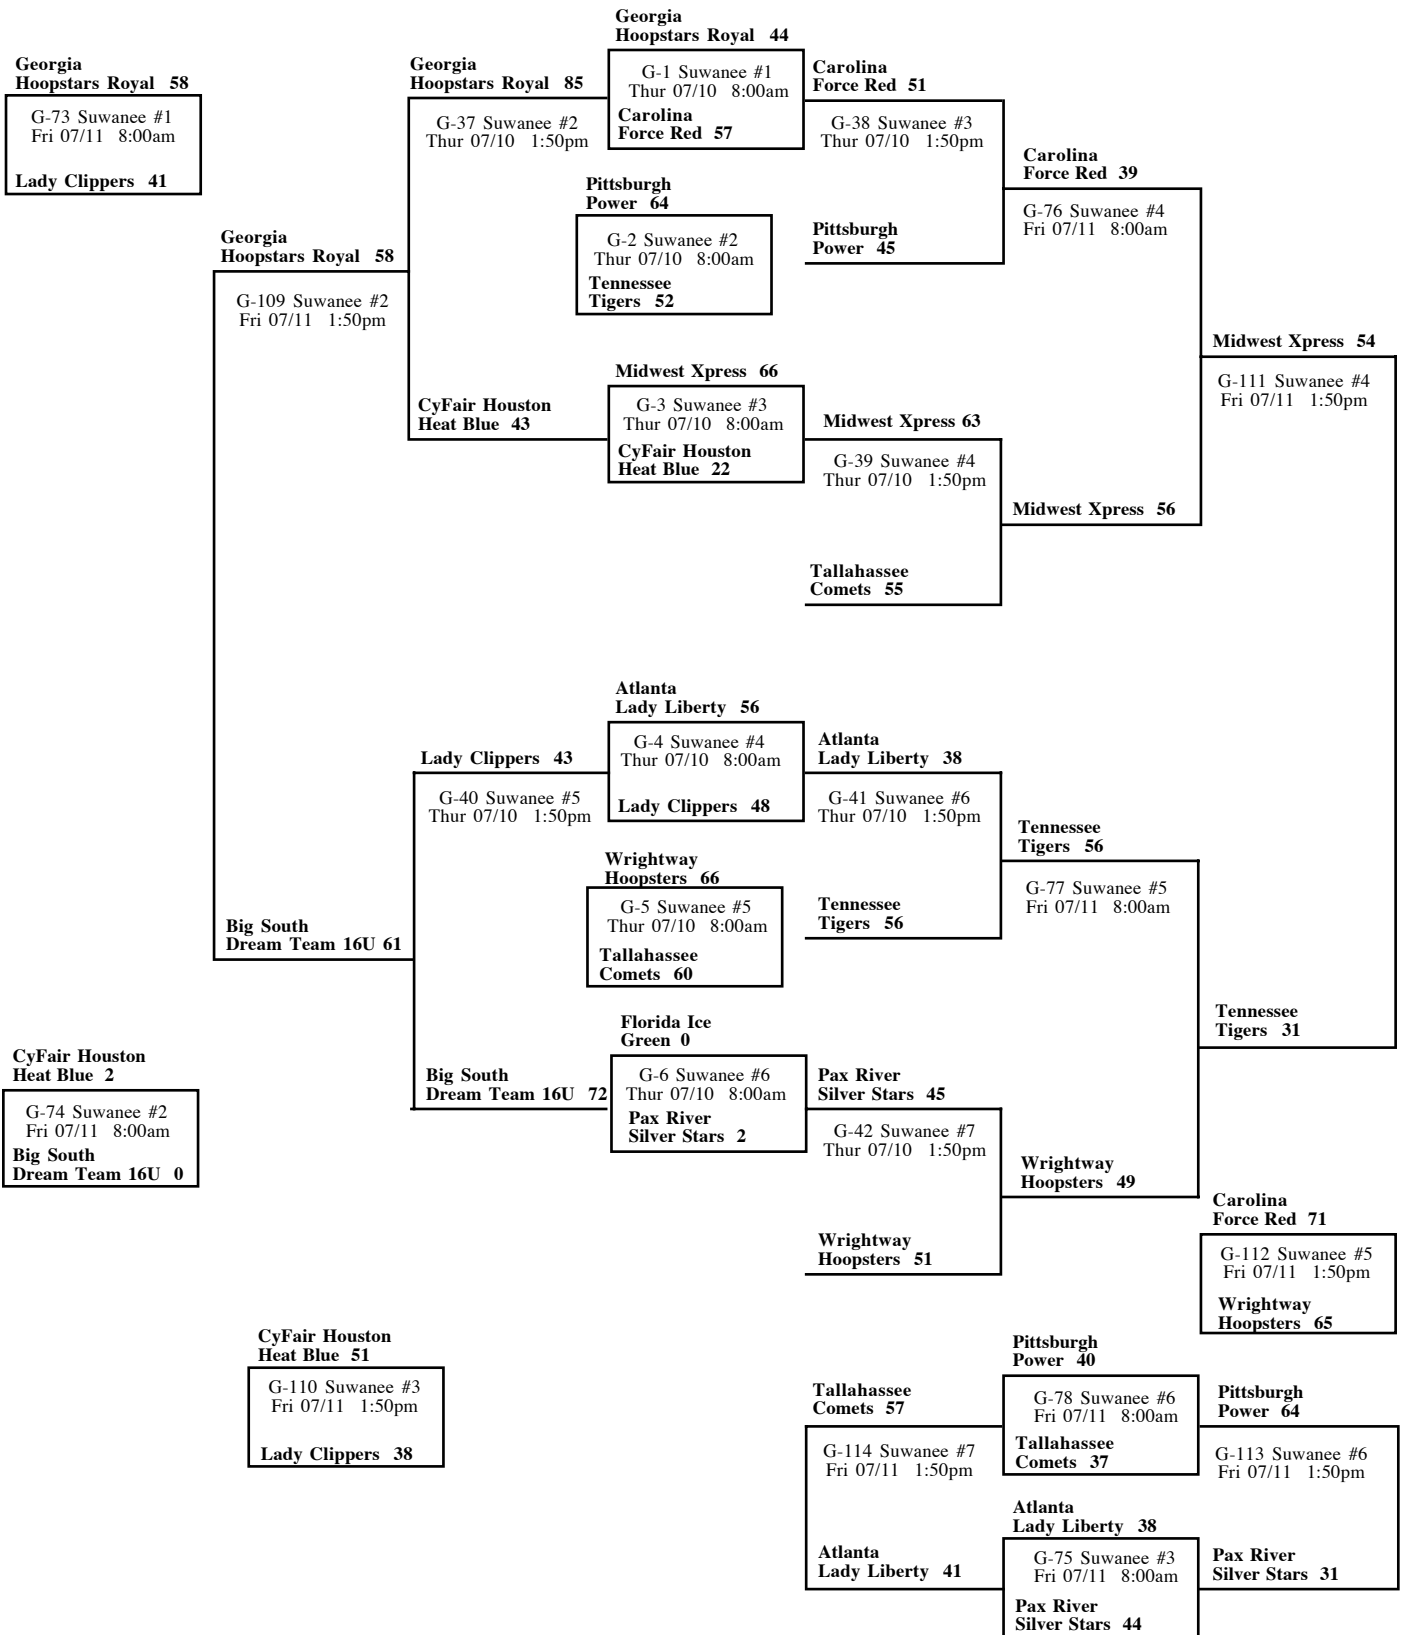 Georgia
Hoopstars Royal 58
G-73 Suwanee #1
Fri 07/11 8:00am
Lady Clippers 41
Georgia
Hoopstars Royal 58
G-109 Suwanee #2
Fri 07/11 1:50pm
Big South
Dream Team 16U 61
CyFair Houston
Heat Blue 2
G-74 Suwanee #2
Fri 07/11 8:00am
Big South
Dream Team 16U 0
CyFair Houston
Heat Blue 51
G-110 Suwanee #3
Fri 07/11 1:50pm
Lady Clippers 38
Georgia
Hoopstars Royal 85
G-37 Suwanee #2
Thur 07/10 1:50pm
CyFair Houston
Heat Blue 43
Lady Clippers 43
G-40 Suwanee #5
Thur 07/10 1:50pm
Big South
Dream Team 16U 72
Georgia
Hoopstars Royal 44
G-1 Suwanee #1
Thur 07/10 8:00am
Carolina
Force Red 57
Pittsburgh
Power 64
G-2 Suwanee #2
Thur 07/10 8:00am
Tennessee
Tigers 52
Midwest Xpress 66
G-3 Suwanee #3
Thur 07/10 8:00am
CyFair Houston
Heat Blue 22
Atlanta
Lady Liberty 56
G-4 Suwanee #4
Thur 07/10 8:00am
Lady Clippers 48
Wrightway
Hoopsters 66
G-5 Suwanee #5
Thur 07/10 8:00am
Tallahassee
Comets 60
Florida Ice
Green 0
G-6 Suwanee #6
Thur 07/10 8:00am
Pax River
Silver Stars 2
Carolina
Force Red 51
G-38 Suwanee #3
Thur 07/10 1:50pm
Pittsburgh
Power 45
Midwest Xpress 63
G-39 Suwanee #4
Thur 07/10 1:50pm
Tallahassee
Comets 55
Atlanta
Lady Liberty 38
G-41 Suwanee #6
Thur 07/10 1:50pm
Tennessee
Tigers 56
Pax River
Silver Stars 45
G-42 Suwanee #7
Thur 07/10 1:50pm
Wrightway
Hoopsters 51
Carolina
Force Red 39
G-76 Suwanee #4
Fri 07/11 8:00am
Midwest Xpress 56
Tennessee
Tigers 56
G-77 Suwanee #5
Fri 07/11 8:00am
Wrightway
Hoopsters 49
Midwest Xpress 54
G-111 Suwanee #4
Fri 07/11 1:50pm
Tennessee
Tigers 31
Carolina
Force Red 71
G-112 Suwanee #5
Fri 07/11 1:50pm
Wrightway
Hoopsters 65
Tallahassee
Comets 57
G-114 Suwanee #7
Fri 07/11 1:50pm
Atlanta
Lady Liberty 41
Pittsburgh
Power 40
G-78 Suwanee #6
Fri 07/11 8:00am
Tallahassee
Comets 37
Atlanta
Lady Liberty 38
G-75 Suwanee #3
Fri 07/11 8:00am
Pax River
Silver Stars 44
Pittsburgh
Power 64
G-113 Suwanee #6
Fri 07/11 1:50pm
Pax River
Silver Stars 31